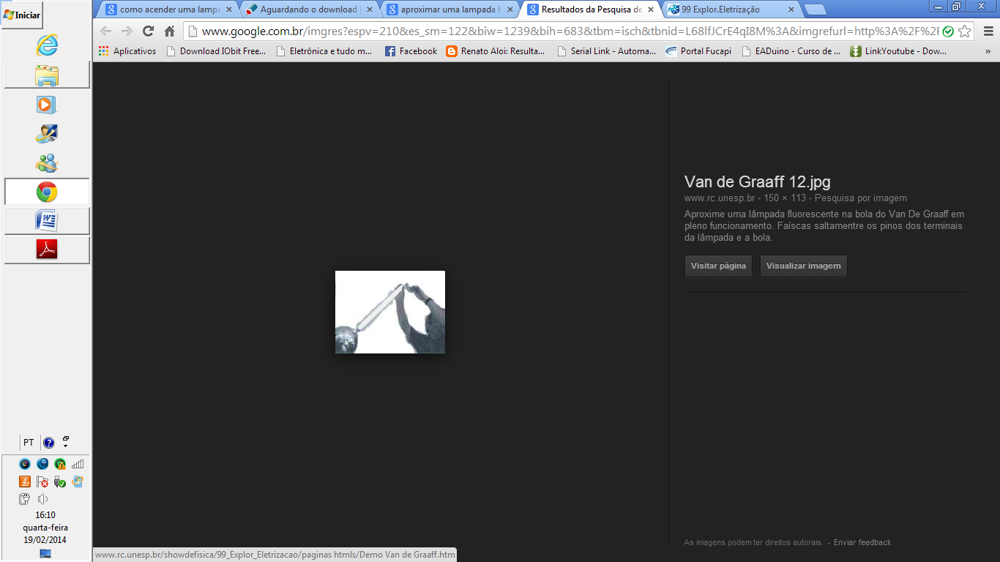 Iniciar
como acender uma lampa
Aguardando o download |
aproximar uma lampada f
Resultados da Pesquisa de
99 Explor.Eletrização
www.google.com.br/imgres?espv=210&es_sm=122&biw=1239&bih=683&tbm=isch&tbnid=L68lfJCrE4qI8M%3A&imgrefurl=http%3A%2F%2F
Aplicativos
Download IObit Free...
Eletrônica e tudo m...
Facebook
Renato Aloi: Resulta...
Serial Link - Automa...
Portal Fucapi
EADuino - Curso de ...
LinkYoutube - Dow...
»
Van de Graaff 12.jpg
www.rc.unesp.br - 150 × 113 - Pesquisa por imagem
Aproxime uma lâmpada fluorescente na bola do Van De Graaff em
pleno funcionamento. Faíscas saltamentre os pinos dos terminais
da lâmpada e a bola.
Visitar página
Visualizar imagem
As imagens podem ter direitos autorais. - Enviar feedback
PT
16:10
quarta-feira
19/02/2014
www.rc.unesp.br/showdefisica/99_Explor_Eletrizacao/paginas htmls/Demo Van de Graaff.htm